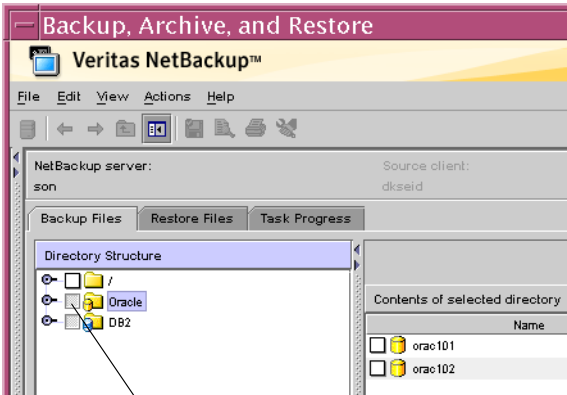 Backup, Archive, and Restore
Veritas NetBackup™
File Edit View Actions Help
NetBackup server: Source client:
son dkseid
Backup Files Restore Files Task Progress
Directory Structure
/
Oracle
DB2
Contents of selected directory
Name
orac101
orac102